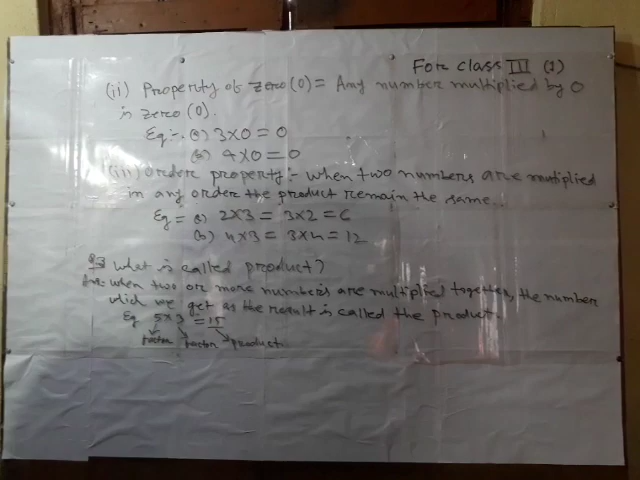 For class III (1)
(ii) Property of zero (0) = Any number multiplied by 0
is zero (0).
Eg:- (a) 3×0 = 0
(b) 4×0 = 0
(iii) Order property:- when two numbers are multiplied
in any order the product remain the same.
Eg = (a) 2×3 = 3×2 = 6
(b) 4×3 = 3×4 = 12
Q3 What is called product?
Ans:- when two or more numbers are multiplied together, the number
which we get as the result is called the product.
Eg 5×3 = 15
factor factor product